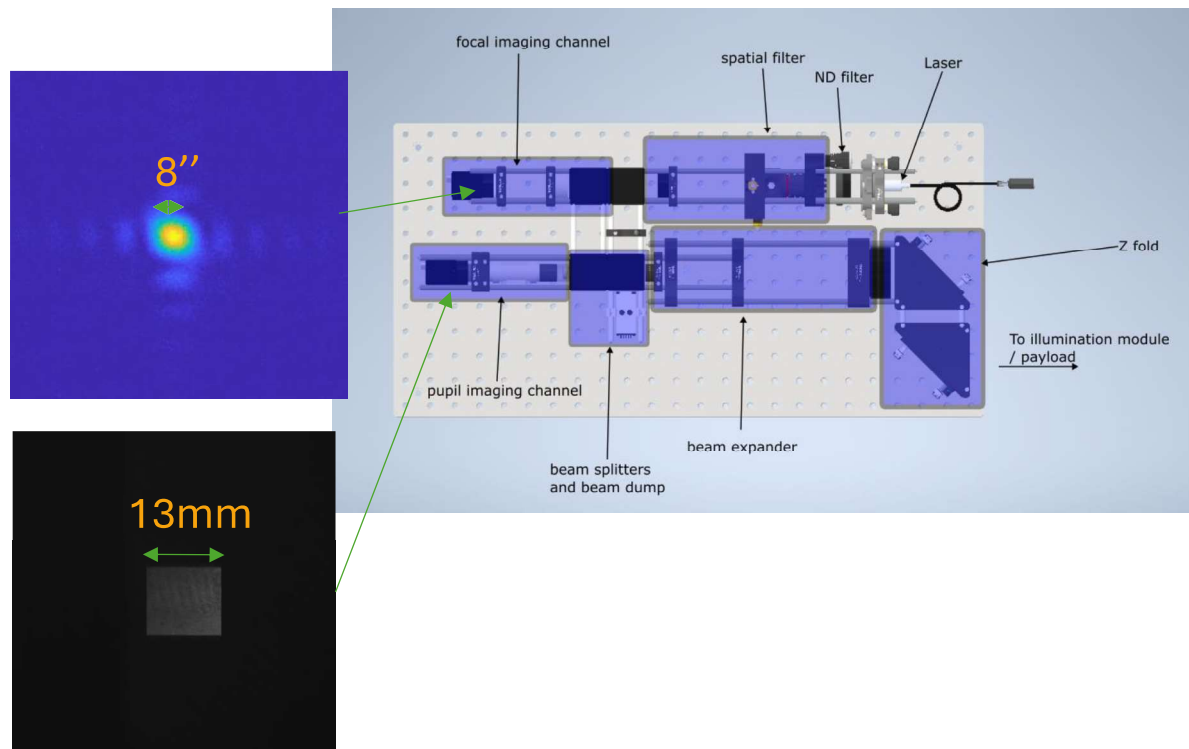 focal imaging channel
spatial filter
ND filter
Laser
8’’
Z fold
To illumination module
/ payload
pupil imaging channel
beam expander
beam splitters
and beam dump
13mm